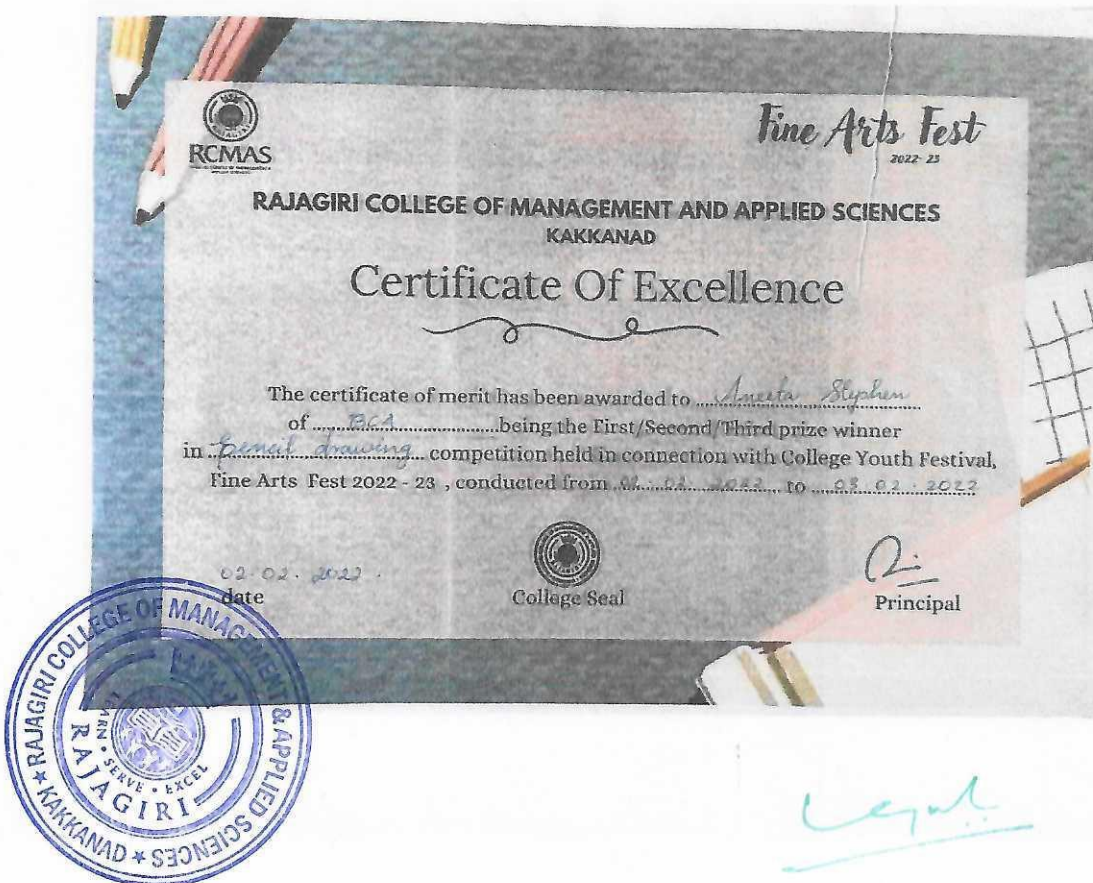 RCMAS
Fine Arts Fest
2022-23
RAJAGIRI COLLEGE OF MANAGEMENT AND APPLIED SCIENCES
KAKKANAD
Certificate Of Excellence
The certificate of merit has been awarded to Aneeta Stephen
of BCA being the First/Second/Third prize winner
in Pencil drawing competition held in connection with College Youth Festival,
Fine Arts Fest 2022 - 23 , conducted from to 03.02.2022
02.02.2022.
date
College Seal
Principal
RAJAGIRI COLLEGE OF MANAGEMENT & APPLIED SCIENCES
★ KAKKANAD ★
LEARN • SERVE • EXCEL
RAJAGIRI